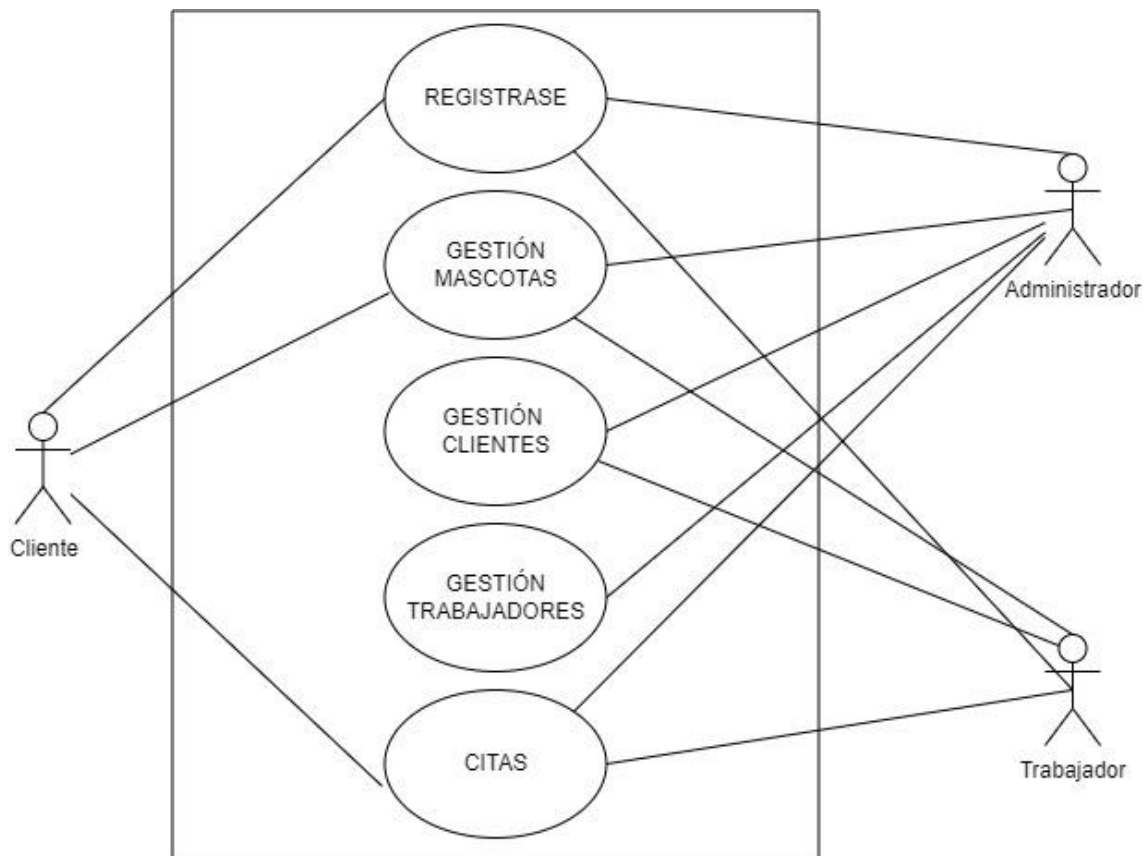 REGISTRASE
GESTIÓN
MASCOTAS
Administrador
GESTIÓN
CLIENTES
Cliente
GESTIÓN
TRABAJADORES
CITAS
Trabajador